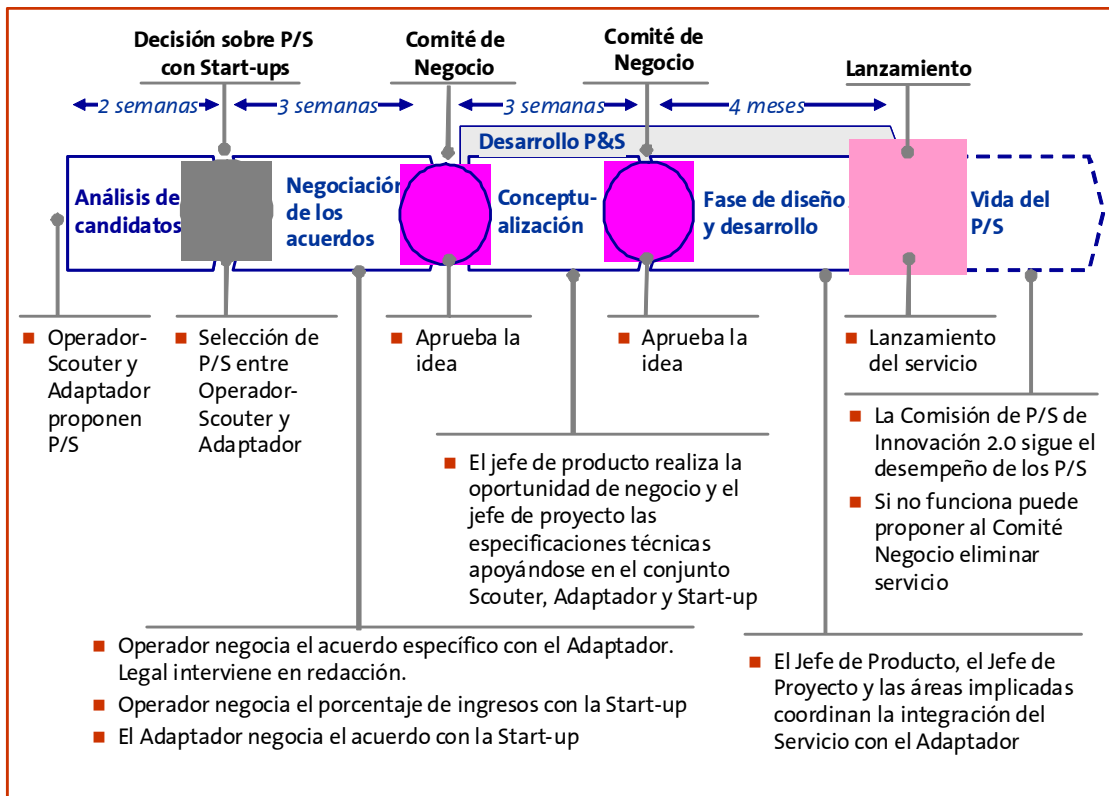 Decisión sobre P/S
con Start-ups
Comité de
Negocio
Comité de
Negocio
Lanzamiento
2 semanas
3 semanas
3 semanas
4 meses
Desarrollo P&S
Análisis de
candidatos
Negociación
de los
acuerdos
Conceptu-
alización
Fase de diseño
y desarrollo
Vida del
P/S
■ Operador-
Scouter y
Adaptador
proponen
P/S
■ Selección de
P/S entre
Operador-
Scouter y
Adaptador
■ Aprueba la
idea
■ Aprueba la
idea
■ Lanzamiento
del servicio
■ La Comisión de P/S de
Innovación 2.0 sigue el
desempeño de los P/S
■ Si no funciona puede
proponer al Comité
Negocio eliminar
servicio
■ El jefe de producto realiza la
oportunidad de negocio y el
jefe de proyecto las
especificaciones técnicas
apoyándose en el conjunto
Scouter, Adaptador y Start-up
■ Operador negocia el acuerdo específico con el Adaptador.
Legal interviene en redacción.
■ Operador negocia el porcentaje de ingresos con la Start-up
■ El Adaptador negocia el acuerdo con la Start-up
■ El Jefe de Producto, el Jefe de
Proyecto y las áreas implicadas
coordinan la integración del
Servicio con el Adaptador